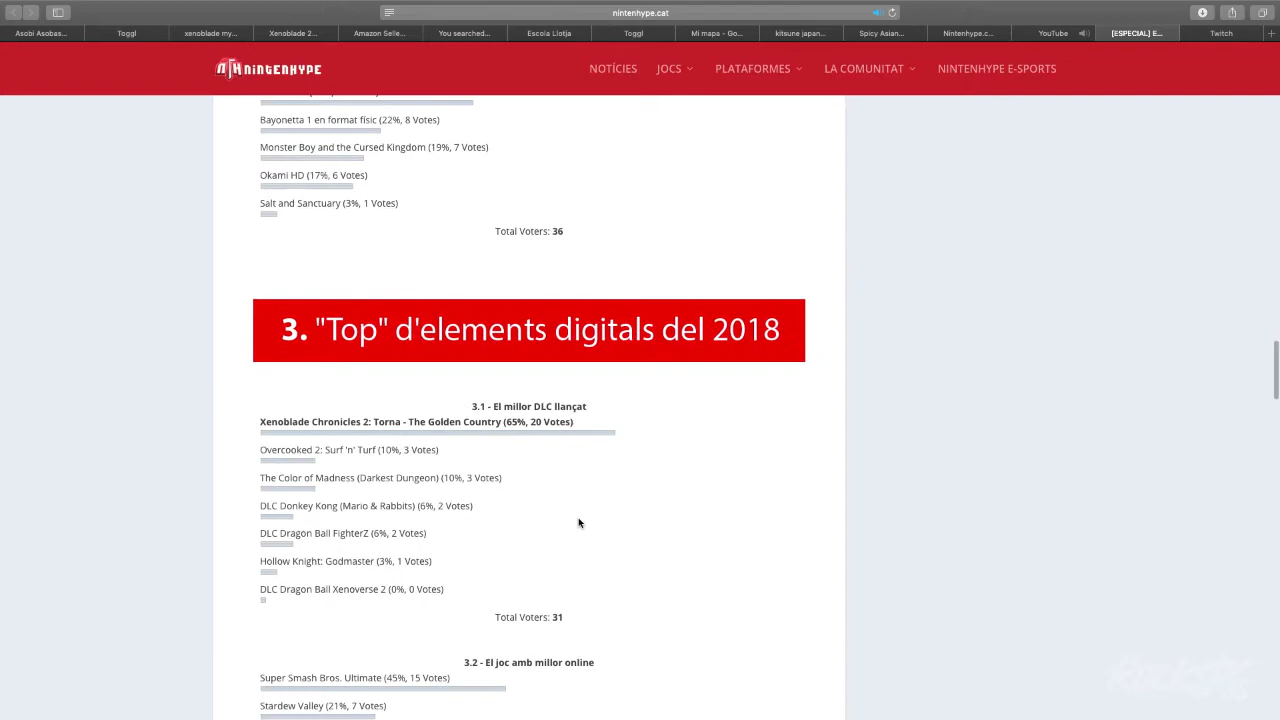 nintenhype.cat
Asobi Asobas...
Toggl
xenoblade my...
Xenoblade 2...
Amazon Selle...
You searched...
Escola Llotja
Toggl
Mi mapa - Go...
kitsune japan...
Spicy Asian...
Nintenhype.c...
YouTube
[ESPECIAL] E...
Twitch
NINTENHYPE
NOTÍCIES
JOCS
PLATAFORMES
LA COMUNITAT
NINTENHYPE E-SPORTS
Bayonetta 1 en format físic (22%, 8 Votes)
Monster Boy and the Cursed Kingdom (19%, 7 Votes)
Okami HD (17%, 6 Votes)
Salt and Sanctuary (3%, 1 Votes)
Total Voters: 36
3. "Top" d'elements digitals del 2018
3.1 - El millor DLC llançat
Xenoblade Chronicles 2: Torna - The Golden Country (65%, 20 Votes)
Overcooked 2: Surf 'n' Turf (10%, 3 Votes)
The Color of Madness (Darkest Dungeon) (10%, 3 Votes)
DLC Donkey Kong (Mario & Rabbits) (6%, 2 Votes)
DLC Dragon Ball FighterZ (6%, 2 Votes)
Hollow Knight: Godmaster (3%, 1 Votes)
DLC Dragon Ball Xenoverse 2 (0%, 0 Votes)
Total Voters: 31
3.2 - El joc amb millor online
Super Smash Bros. Ultimate (45%, 15 Votes)
Stardew Valley (21%, 7 Votes)